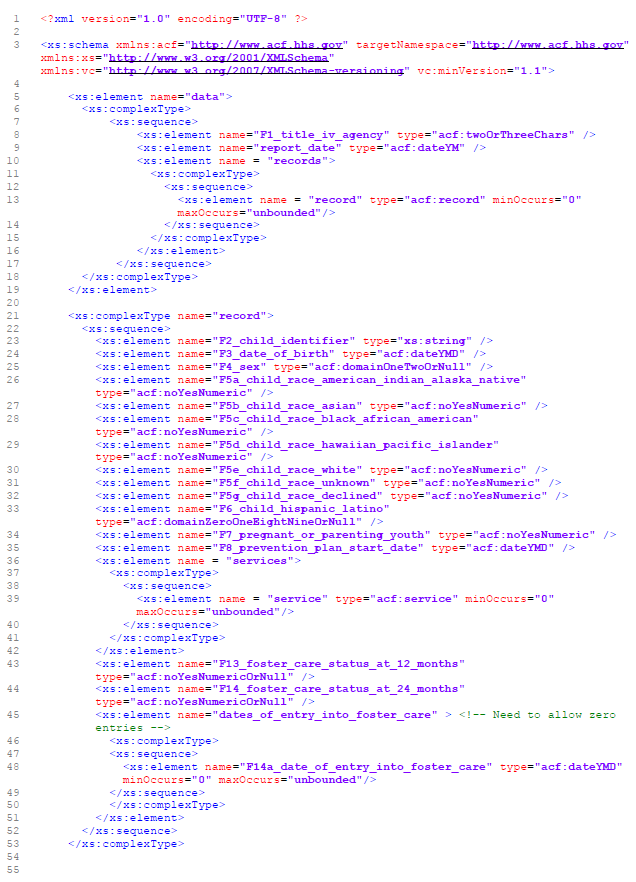 1 <?xml version="1.0" encoding="UTF-8" ?>
2
3 <xs:schema xmlns:acf="http://www.acf.hhs.gov" targetNamespace="http://www.acf.hhs.gov"
xmlns:xs="http://www.w3.org/2001/XMLSchema"
xmlns:vc="http://www.w3.org/2007/XMLSchema-versioning" vc:minVersion="1.1">
4
5 <xs:element name="data">
6 <xs:complexType>
7 <xs:sequence>
8 <xs:element name="F1_title_iv_agency" type="acf:twoOrThreeChars" />
9 <xs:element name="report_date" type="acf:dateYM" />
10 <xs:element name = "records">
11 <xs:complexType>
12 <xs:sequence>
13 <xs:element name = "record" type="acf:record" minOccurs="0"
maxOccurs="unbounded"/>
14 </xs:sequence>
15 </xs:complexType>
16 </xs:element>
17 </xs:sequence>
18 </xs:complexType>
19 </xs:element>
20
21 <xs:complexType name="record">
22 <xs:sequence>
23 <xs:element name="F2_child_identifier" type="xs:string" />
24 <xs:element name="F3_date_of_birth" type="acf:dateYMD" />
25 <xs:element name="F4_sex" type="acf:domainOneTwoOrNull" />
26 <xs:element name="F5a_child_race_american_indian_alaska_native"
type="acf:noYesNumeric" />
27 <xs:element name="F5b_child_race_asian" type="acf:noYesNumeric" />
28 <xs:element name="F5c_child_race_black_african_american"
type="acf:noYesNumeric" />
29 <xs:element name="F5d_child_race_hawaiian_pacific_islander"
type="acf:noYesNumeric" />
30 <xs:element name="F5e_child_race_white" type="acf:noYesNumeric" />
31 <xs:element name="F5f_child_race_unknown" type="acf:noYesNumeric" />
32 <xs:element name="F5g_child_race_declined" type="acf:noYesNumeric" />
33 <xs:element name="F6_child_hispanic_latino"
type="acf:domainZeroOneEightNineOrNull" />
34 <xs:element name="F7_pregnant_or_parenting_youth" type="acf:noYesNumeric" />
35 <xs:element name="F8_prevention_plan_start_date" type="acf:dateYMD" />
36 <xs:element name = "services">
37 <xs:complexType>
38 <xs:sequence>
39 <xs:element name = "service" type="acf:service" minOccurs="0"
maxOccurs="unbounded"/>
40 </xs:sequence>
41 </xs:complexType>
42 </xs:element>
43 <xs:element name="F13_foster_care_status_at_12_months"
type="acf:noYesNumericOrNull" />
44 <xs:element name="F14_foster_care_status_at_24_months"
type="acf:noYesNumericOrNull" />
45 <xs:element name="dates_of_entry_into_foster_care" > <!-- Need to allow zero
entries -->
46 <xs:complexType>
47 <xs:sequence>
48 <xs:element name="F14a_date_of_entry_into_foster_care" type="acf:dateYMD"
minOccurs="0" maxOccurs="unbounded"/>
49 </xs:sequence>
50 </xs:complexType>
51 </xs:element>
52 </xs:sequence>
53 </xs:complexType>
54
55